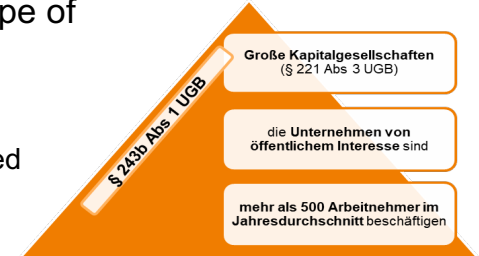 pe of
ed
§ 243b Abs 1 UGB
Große Kapitalgesellschaften
(§ 221 Abs 3 UGB)
die Unternehmen von
öffentlichem Interesse sind
mehr als 500 Arbeitnehmer im
Jahresdurchschnitt beschäftigen